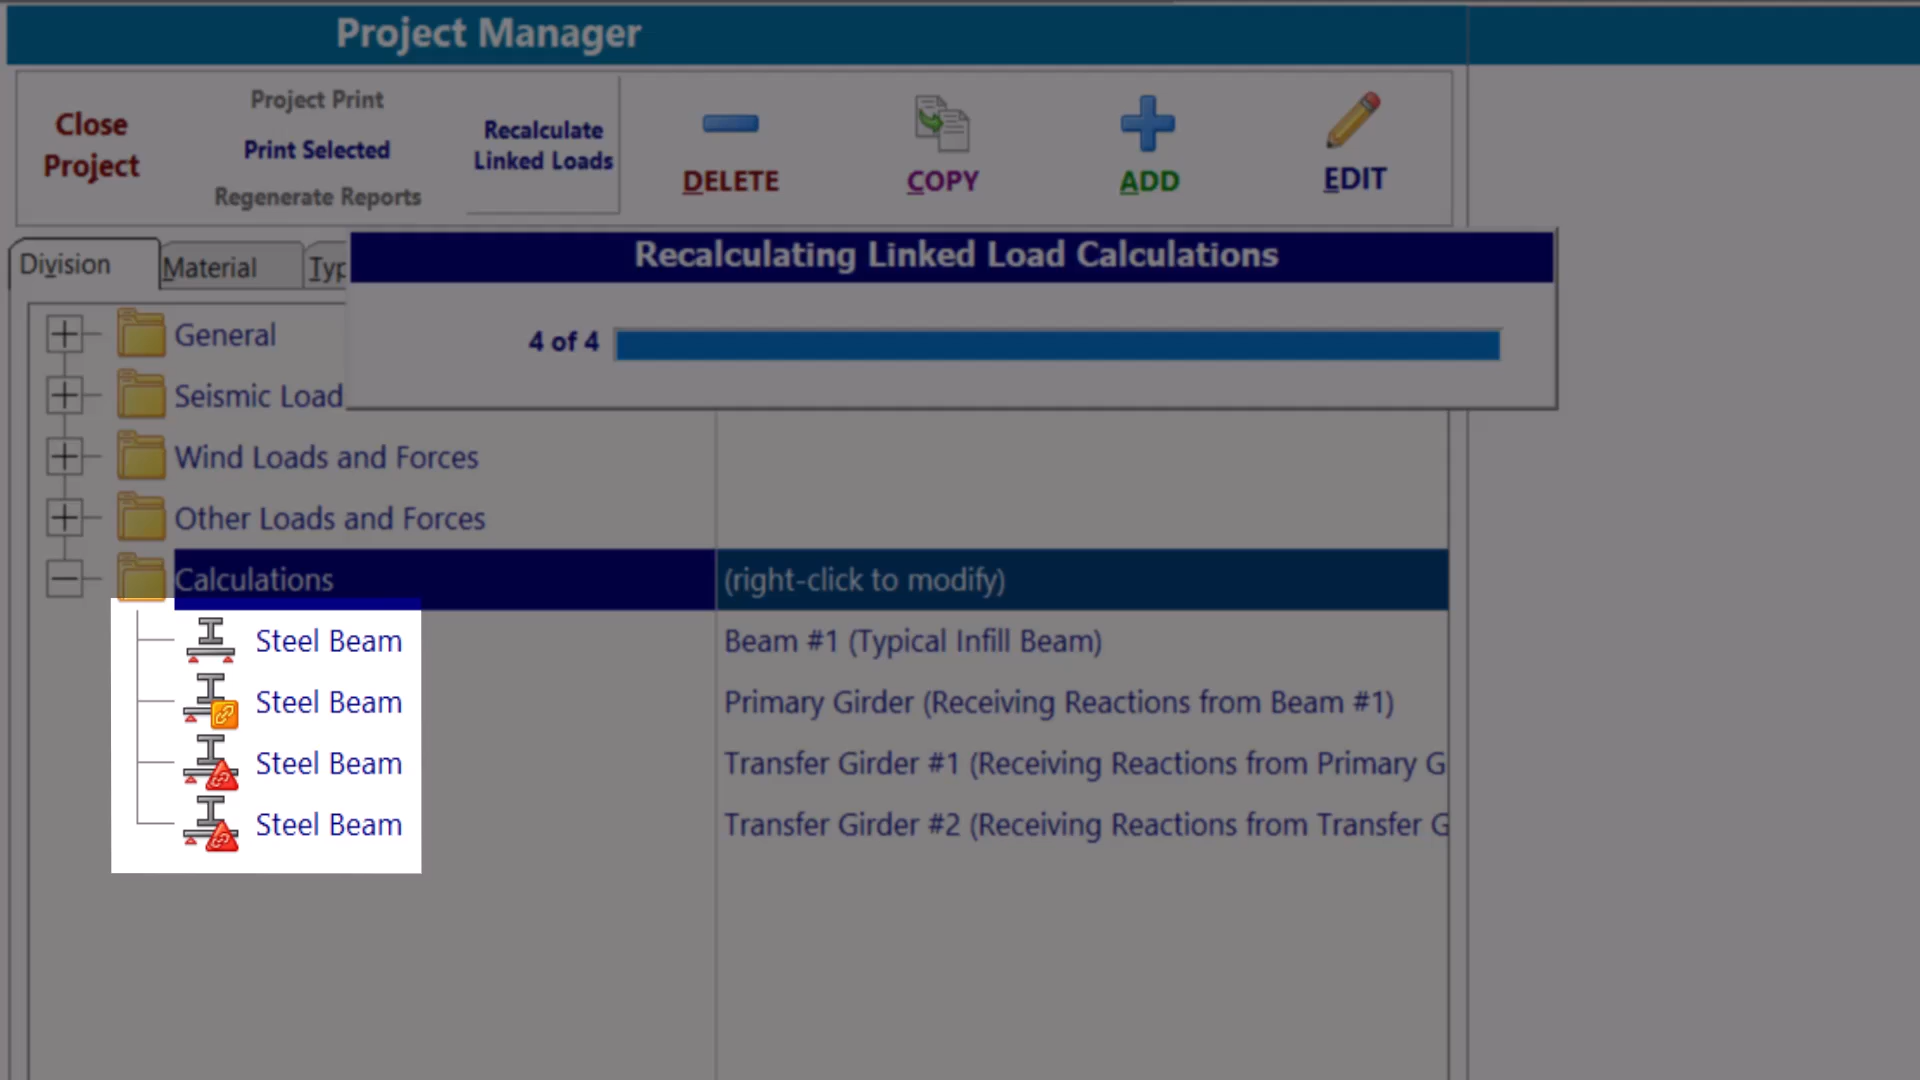 Project Manager
Close
Project
Project Print
Print Selected
Regenerate Reports
Recalculate
Linked Loads
DELETE
COPY
ADD
EDIT
Division
Material
Typ
Recalculating Linked Load Calculations
4 of 4
General
Seismic Load
Wind Loads and Forces
Other Loads and Forces
Calculations (right-click to modify)
Steel Beam Beam #1 (Typical Infill Beam)
Steel Beam Primary Girder (Receiving Reactions from Beam #1)
Steel Beam Transfer Girder #1 (Receiving Reactions from Primary G
Steel Beam Transfer Girder #2 (Receiving Reactions from Transfer G